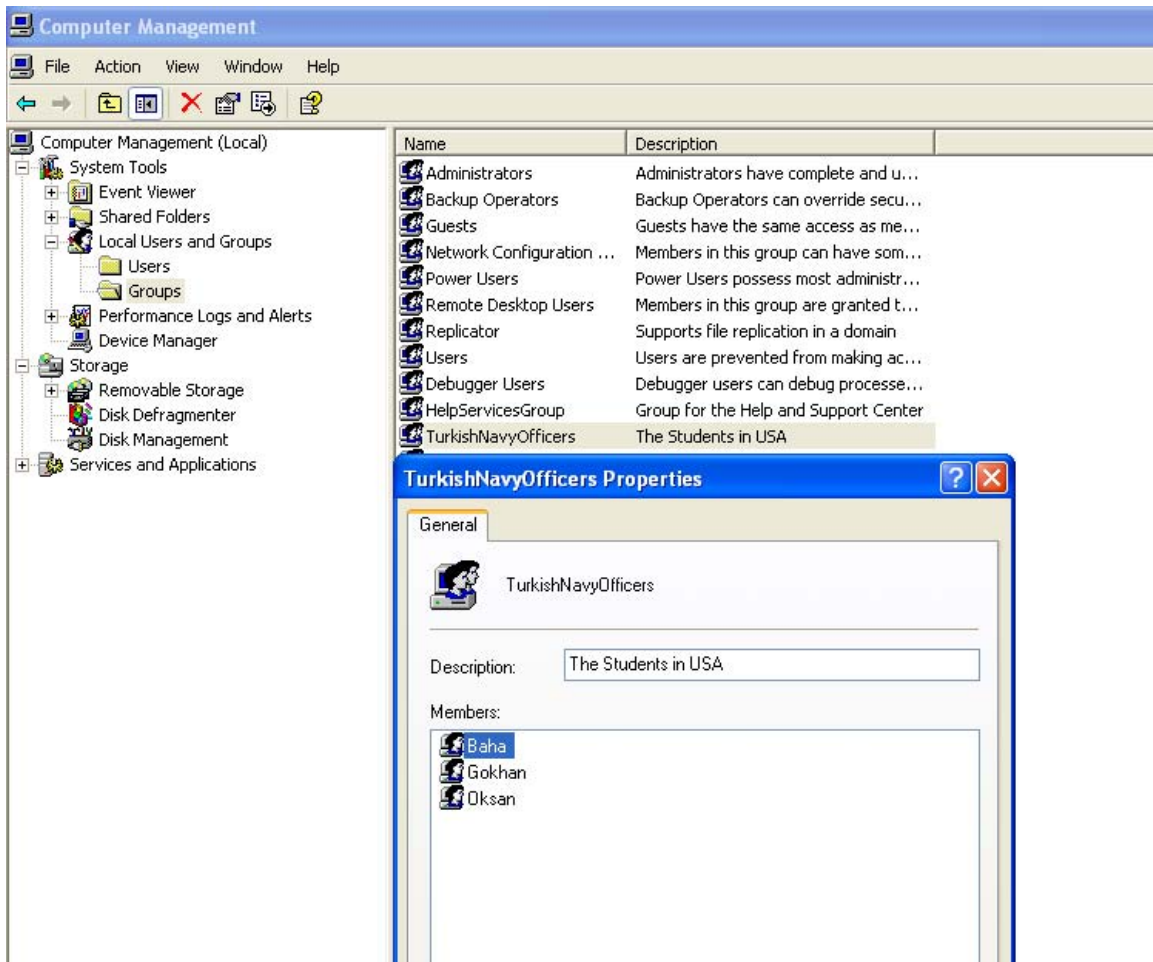 Computer Management
File Action View Window Help
Computer Management (Local)
System Tools
Event Viewer
Shared Folders
Local Users and Groups
Users
Groups
Performance Logs and Alerts
Device Manager
Storage
Removable Storage
Disk Defragmenter
Disk Management
Services and Applications
Name Description
Administrators Administrators have complete and u...
Backup Operators Backup Operators can override secu...
Guests Guests have the same access as me...
Network Configuration ... Members in this group can have som...
Power Users Power Users possess most administr...
Remote Desktop Users Members in this group are granted t...
Replicator Supports file replication in a domain
Users Users are prevented from making ac...
Debugger Users Debugger users can debug processe...
HelpServicesGroup Group for the Help and Support Center
TurkishNavyOfficers The Students in USA
TurkishNavyOfficers Properties
General
TurkishNavyOfficers
Description: The Students in USA
Members:
Baha
Gokhan
Oksan